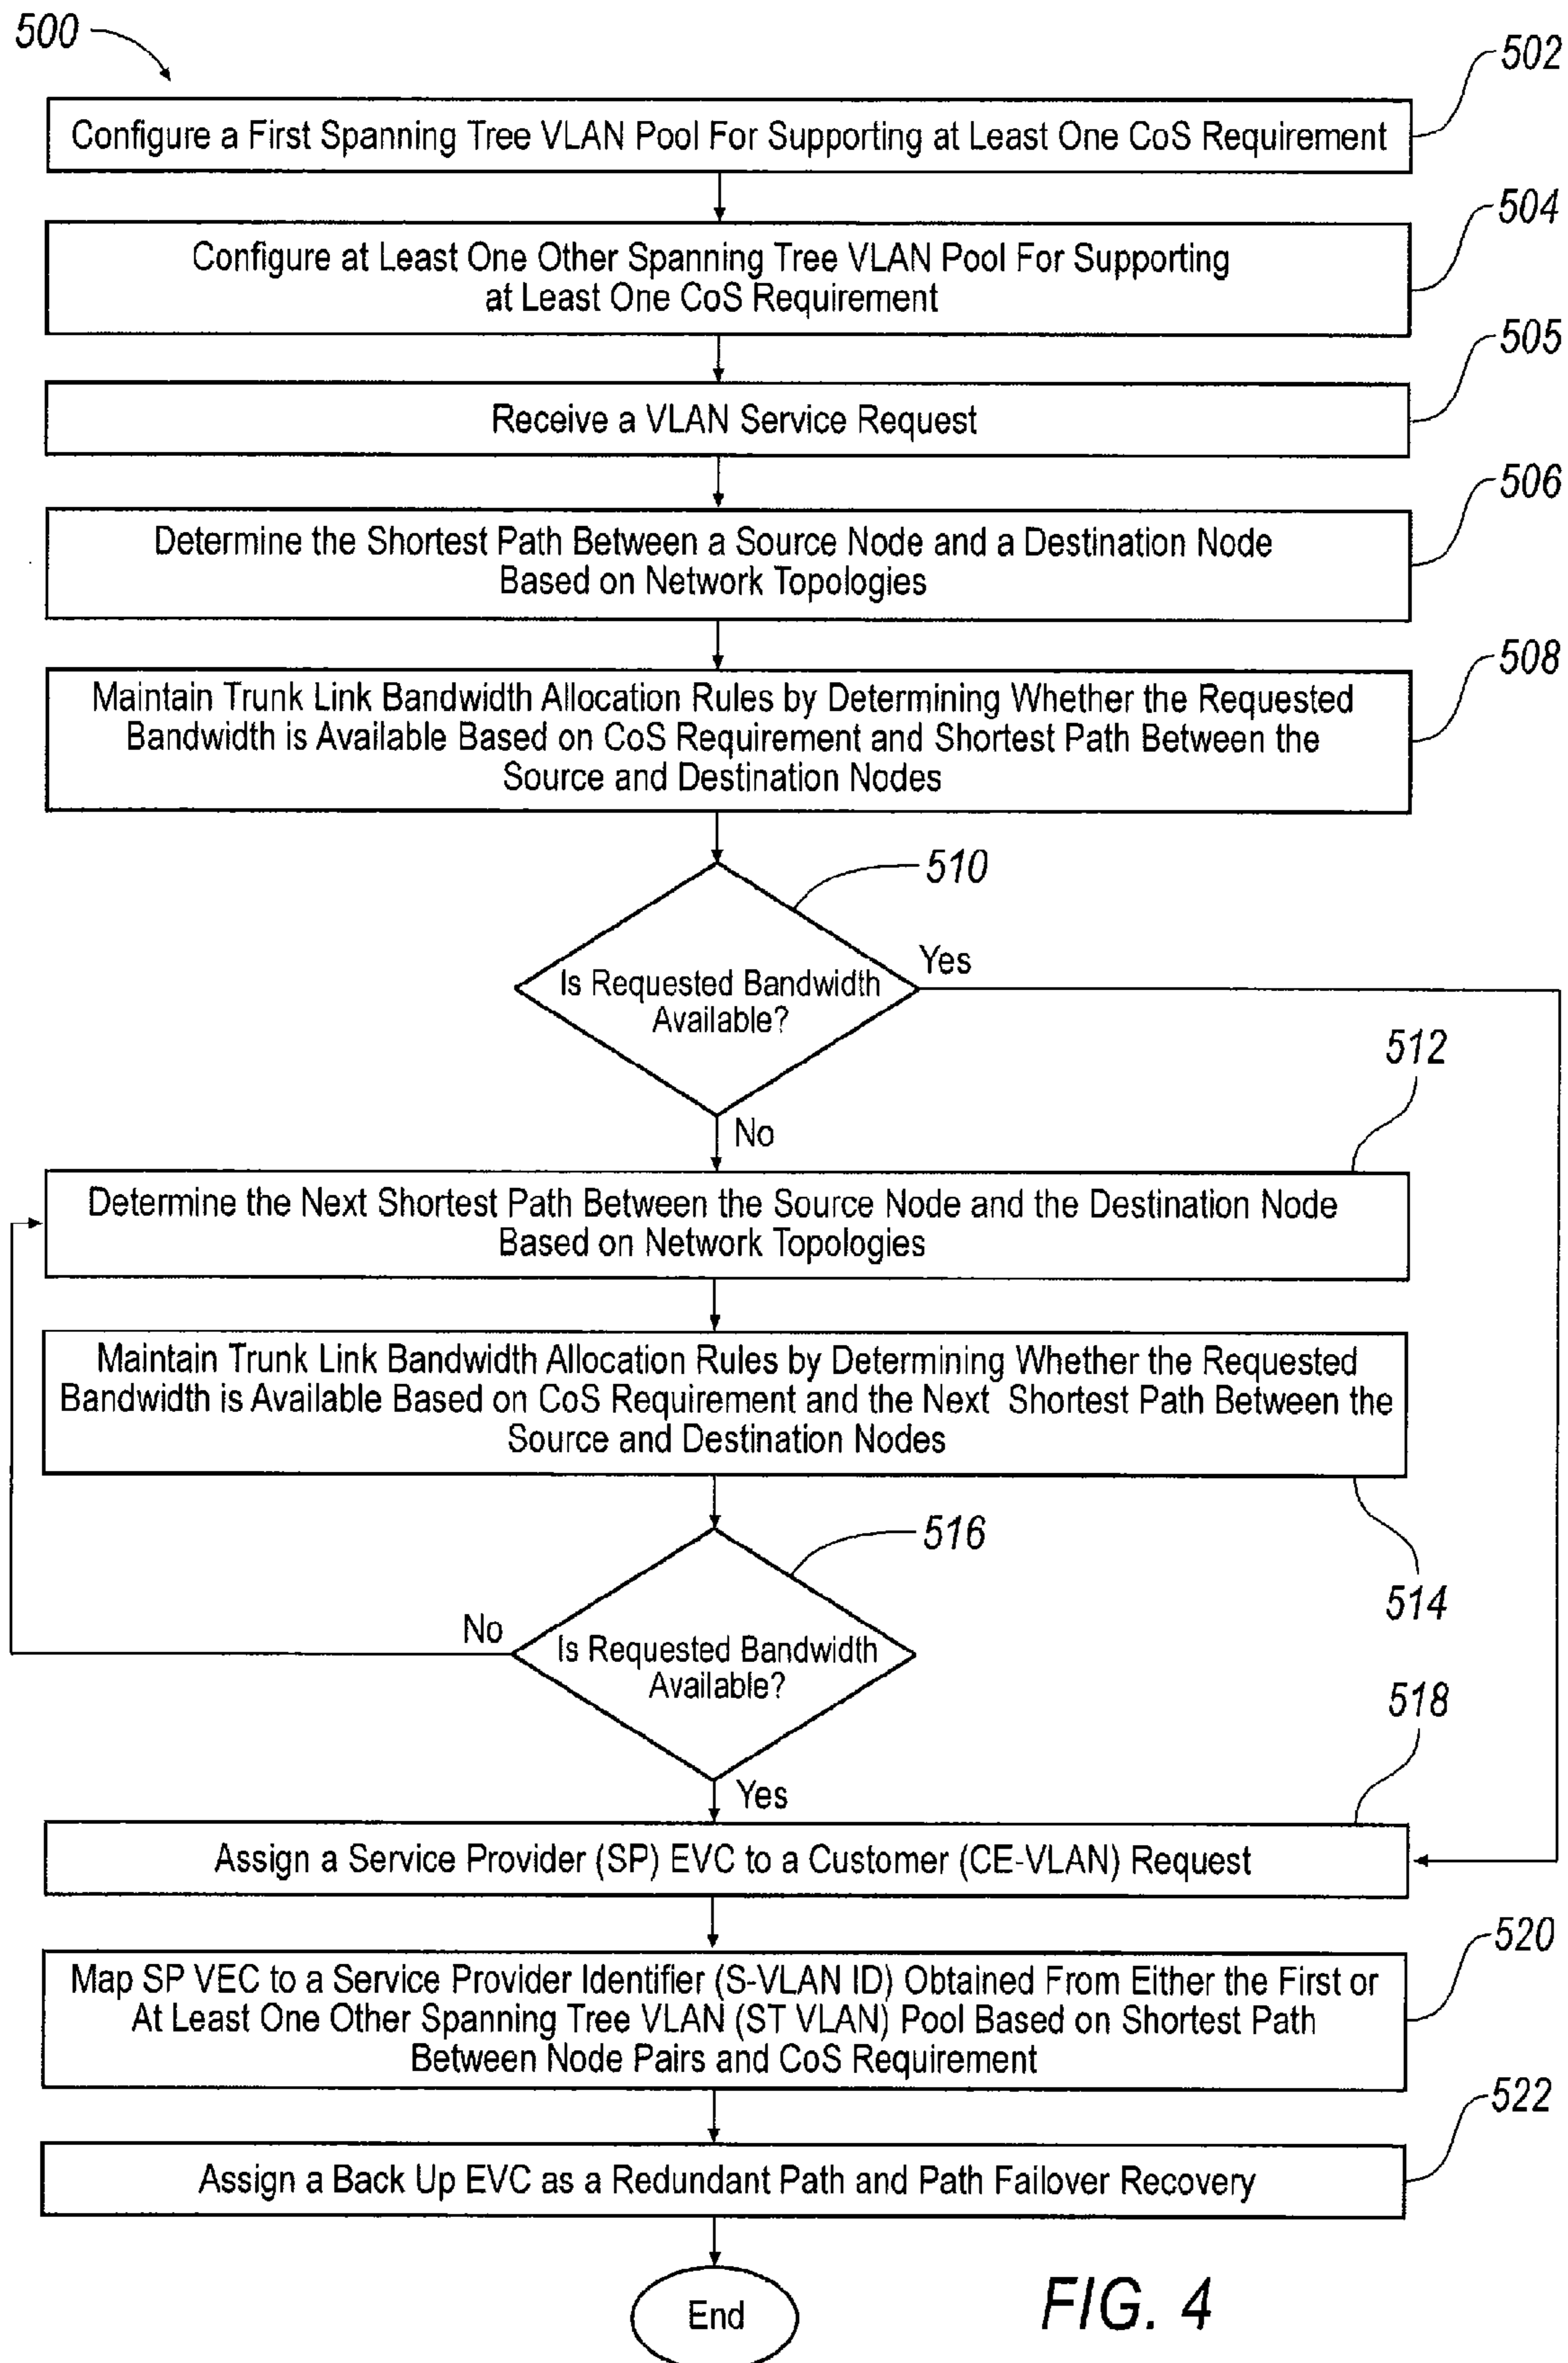 500
502
Configure a First Spanning Tree VLAN Pool For Supporting at Least One CoS Requirement
504
Configure at Least One Other Spanning Tree VLAN Pool For Supporting
at Least One CoS Requirement
505
Receive a VLAN Service Request
506
Determine the Shortest Path Between a Source Node and a Destination Node
Based on Network Topologies
508
Maintain Trunk Link Bandwidth Allocation Rules by Determining Whether the Requested
Bandwidth is Available Based on CoS Requirement and Shortest Path Between the
Source and Destination Nodes
510
Yes
Is Requested Bandwidth
Available?
512
No
Determine the Next Shortest Path Between the Source Node and the Destination Node
Based on Network Topologies
Maintain Trunk Link Bandwidth Allocation Rules by Determining Whether the Requested
Bandwidth is Available Based on CoS Requirement and the Next Shortest Path Between the
Source and Destination Nodes
516
514
No
Is Requested Bandwidth
Available?
518
Yes
Assign a Service Provider (SP) EVC to a Customer (CE-VLAN) Request
520
Map SP VEC to a Service Provider Identifier (S-VLAN ID) Obtained From Either the First or
At Least One Other Spanning Tree VLAN (ST VLAN) Pool Based on Shortest Path
Between Node Pairs and CoS Requirement
522
Assign a Back Up EVC as a Redundant Path and Path Failover Recovery
End
FIG. 4